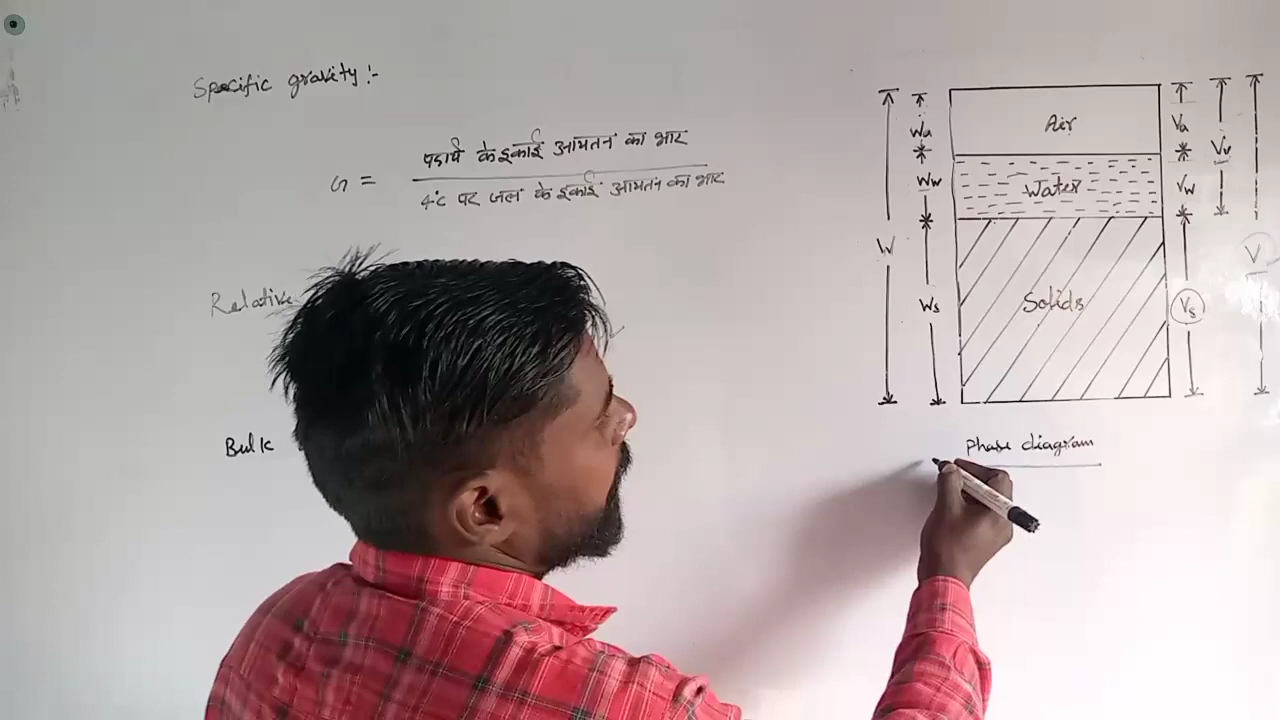 Specific gravity :-
पदार्थ के इकाई आयतन का भार
G =
4°C पर जल के इकाई आयतन का भार
Relative
Bulk
Air
Water
Solids
Wa
Ww
Ws
W
Va
Vw
Vs
Vv
V
Phase diagram